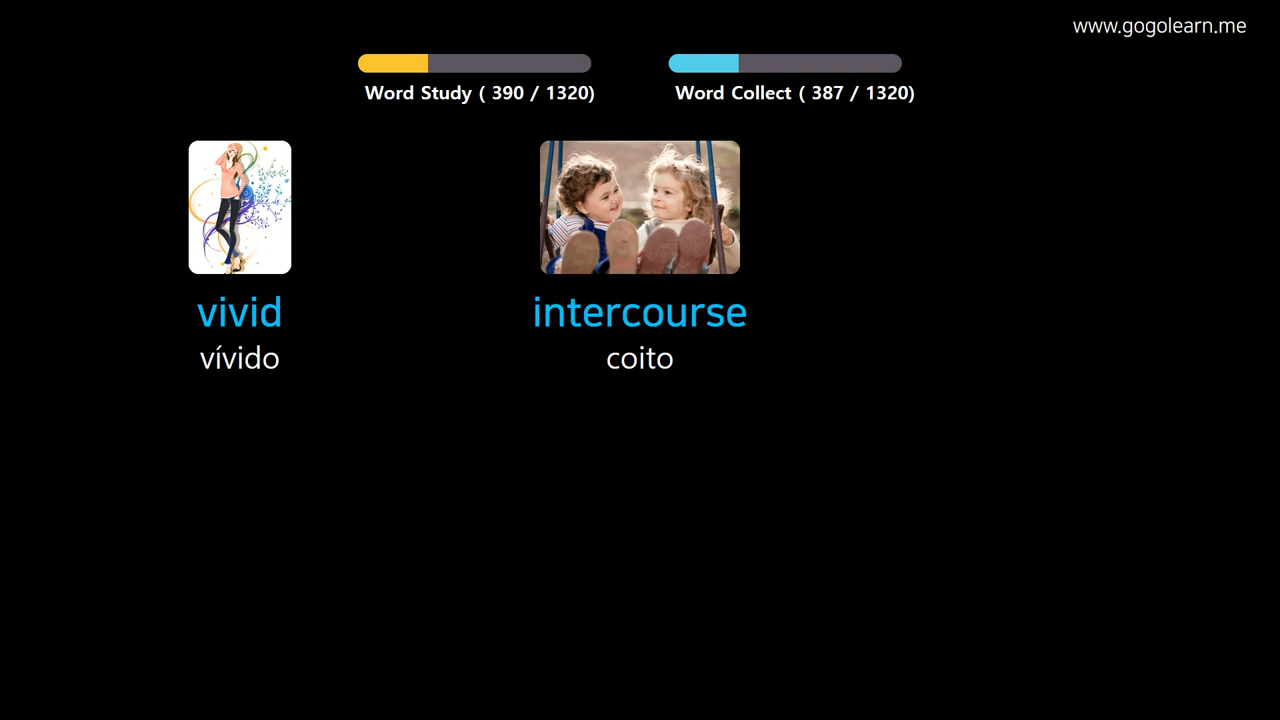 www.gogolearn.me
Word Study ( 390 / 1320)
Word Collect ( 387 / 1320)
vivid
vívido
intercourse
coito